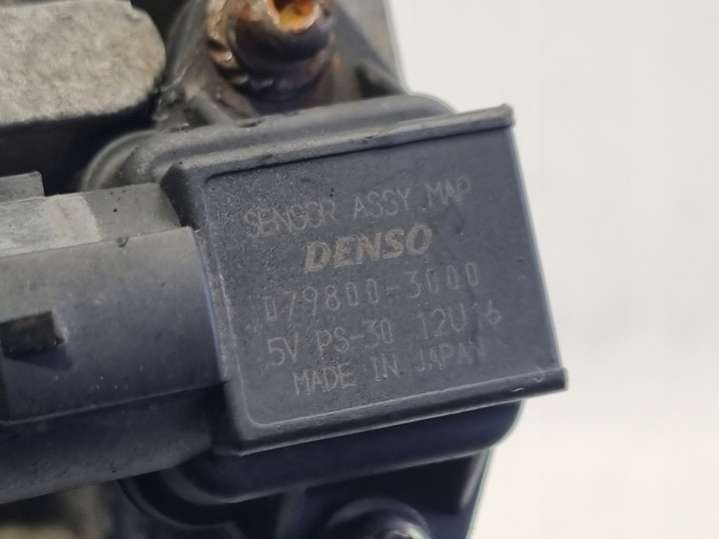 SENSOR ASSY MAP
DENSO
079800-3000
5V PS-30 12U16
MADE IN JAPAN